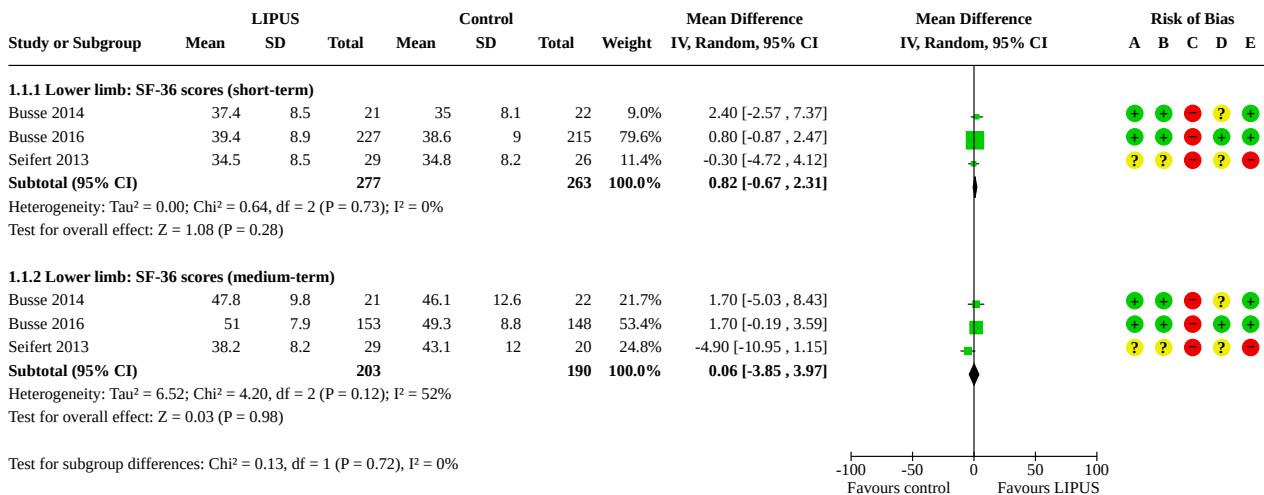 LIPUS Control Mean Difference Mean Difference Risk of Bias
Study or Subgroup Mean SD Total Mean SD Total Weight IV, Random, 95% CI IV, Random, 95% CI A B C D E
1.1.1 Lower limb: SF-36 scores (short-term)
Busse 2014 37.4 8.5 21 35 8.1 22 9.0% 2.40 [-2.57 , 7.37] + + − ? +
Busse 2016 39.4 8.9 227 38.6 9 215 79.6% 0.80 [-0.87 , 2.47] + + − + +
Seifert 2013 34.5 8.5 29 34.8 8.2 26 11.4% -0.30 [-4.72 , 4.12] ? ? − ? −
Subtotal (95% CI) 277 263 100.0% 0.82 [-0.67 , 2.31]
Heterogeneity: Tau² = 0.00; Chi² = 0.64, df = 2 (P = 0.73); I² = 0%
Test for overall effect: Z = 1.08 (P = 0.28)
1.1.2 Lower limb: SF-36 scores (medium-term)
Busse 2014 47.8 9.8 21 46.1 12.6 22 21.7% 1.70 [-5.03 , 8.43] + + − ? +
Busse 2016 51 7.9 153 49.3 8.8 148 53.4% 1.70 [-0.19 , 3.59] + + − + +
Seifert 2013 38.2 8.2 29 43.1 12 20 24.8% -4.90 [-10.95 , 1.15] ? ? − ? −
Subtotal (95% CI) 203 190 100.0% 0.06 [-3.85 , 3.97]
Heterogeneity: Tau² = 6.52; Chi² = 4.20, df = 2 (P = 0.12); I² = 52%
Test for overall effect: Z = 0.03 (P = 0.98)
Test for subgroup differences: Chi² = 0.13, df = 1 (P = 0.72), I² = 0%
-100 -50 0 50 100
Favours control Favours LIPUS